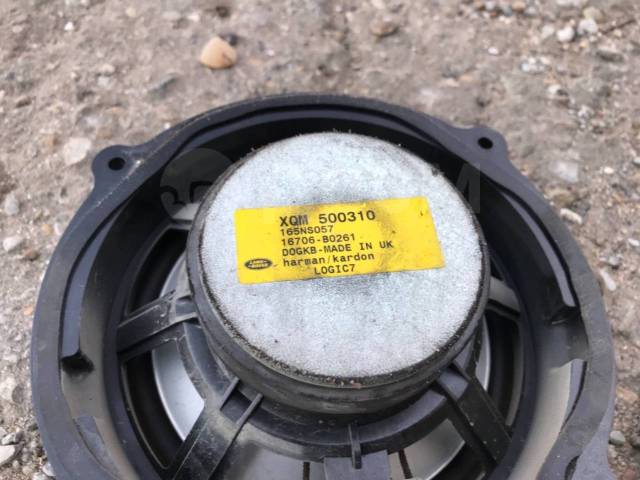 XQM 500310
165NS057
16706-B0261
DOGKB-MADE IN UK
harman/kardon
LOGIC7